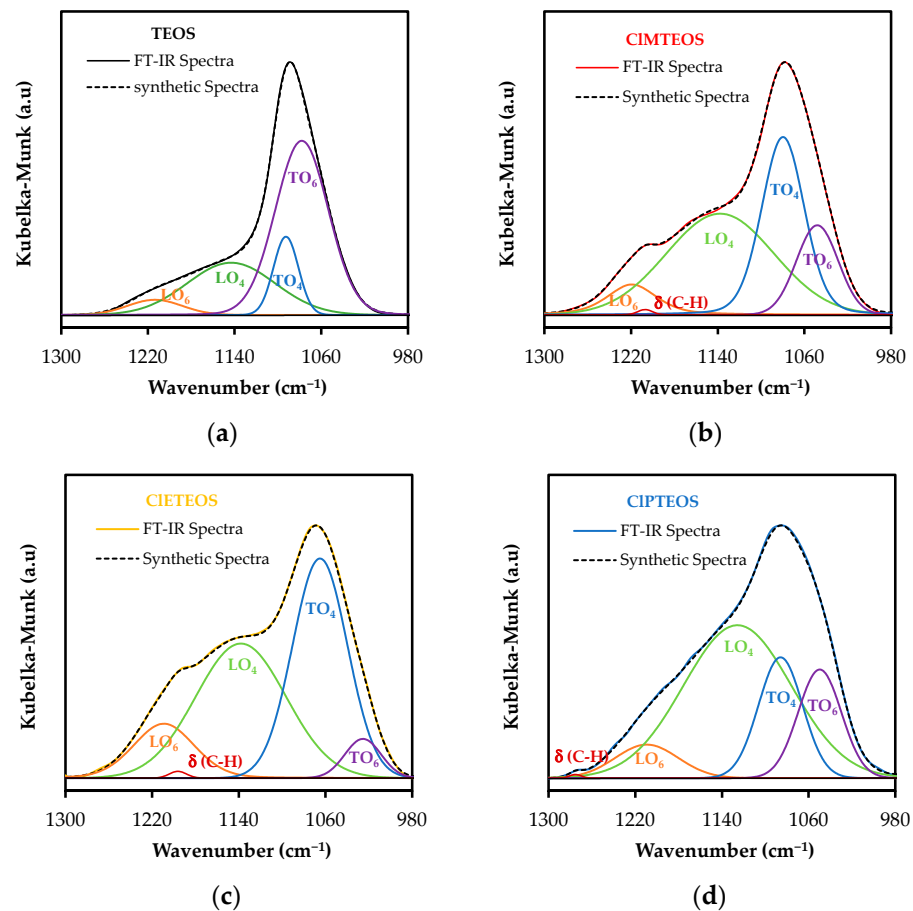 TEOS
FT-IR Spectra
synthetic Spectra
Kubelka-Munk (a.u)
LO₆
LO₄
TO₄
TO₆
1300 1220 1140 1060 980
Wavenumber (cm⁻¹)
(a)
ClMTEOS
FT-IR Spectra
Synthetic Spectra
Kubelka-Munk (a.u)
LO₆
δ (C-H)
LO₄
TO₄
TO₆
1300 1220 1140 1060 980
Wavenumber (cm⁻¹)
(b)
ClETEOS
FT-IR Spectra
Synthetic Spectra
Kubelka-Munk (a.u)
LO₆
δ (C-H)
LO₄
TO₄
TO₆
1300 1220 1140 1060 980
Wavenumber (cm⁻¹)
(c)
ClPTEOS
FT-IR Spectra
Synthetic Spectra
Kubelka-Munk (a.u)
δ (C-H)
LO₆
LO₄
TO₄
TO₆
1300 1220 1140 1060 980
Wavenumber (cm⁻¹)
(d)